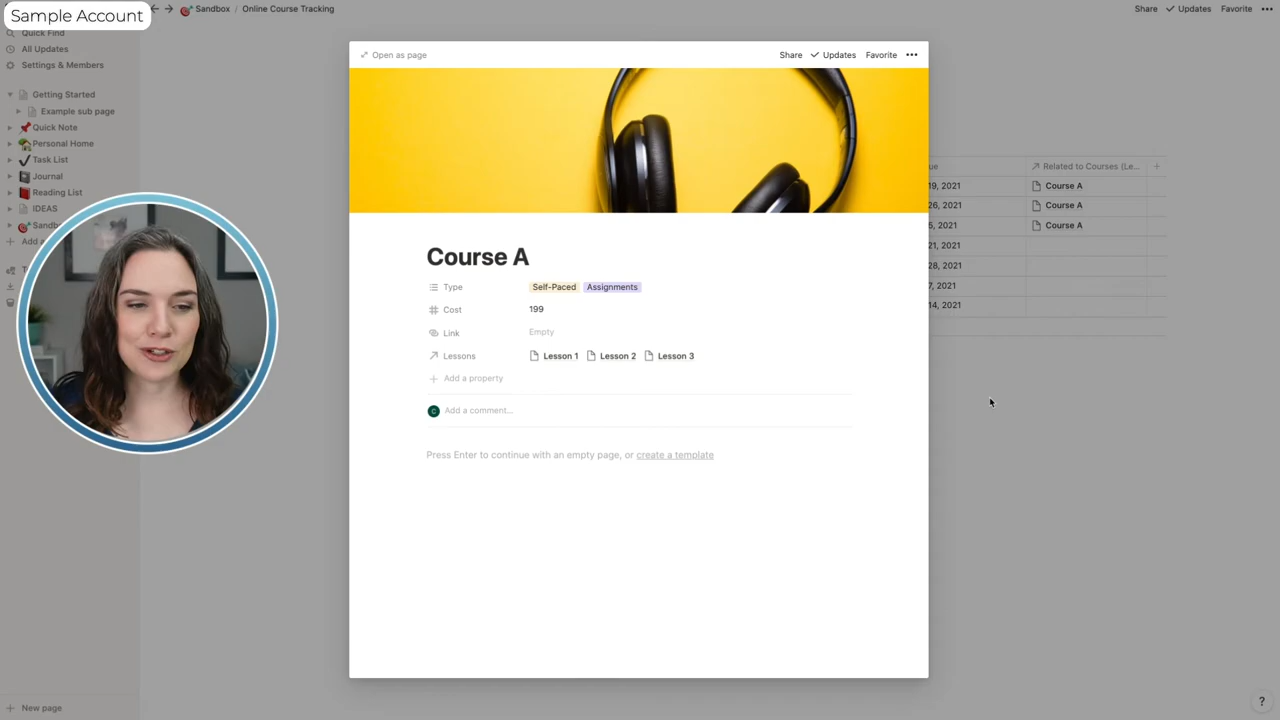 Sample Account
Sandbox / Online Course Tracking
Share Updates Favorite •••
Quick Find
All Updates
Settings & Members
Getting Started
Example sub page
Quick Note
Personal Home
Task List
Journal
Reading List
IDEAS
Add a
New page
Open as page
Share Updates Favorite •••
Course A
Type Self-Paced Assignments
Cost 199
Link Empty
Lessons Lesson 1 Lesson 2 Lesson 3
+ Add a property
C Add a comment...
Press Enter to continue with an empty page, or create a template
Related to Courses (Le... +
19, 2021 Course A
26, 2021 Course A
5, 2021 Course A
21, 2021
28, 2021
7, 2021
14, 2021
?